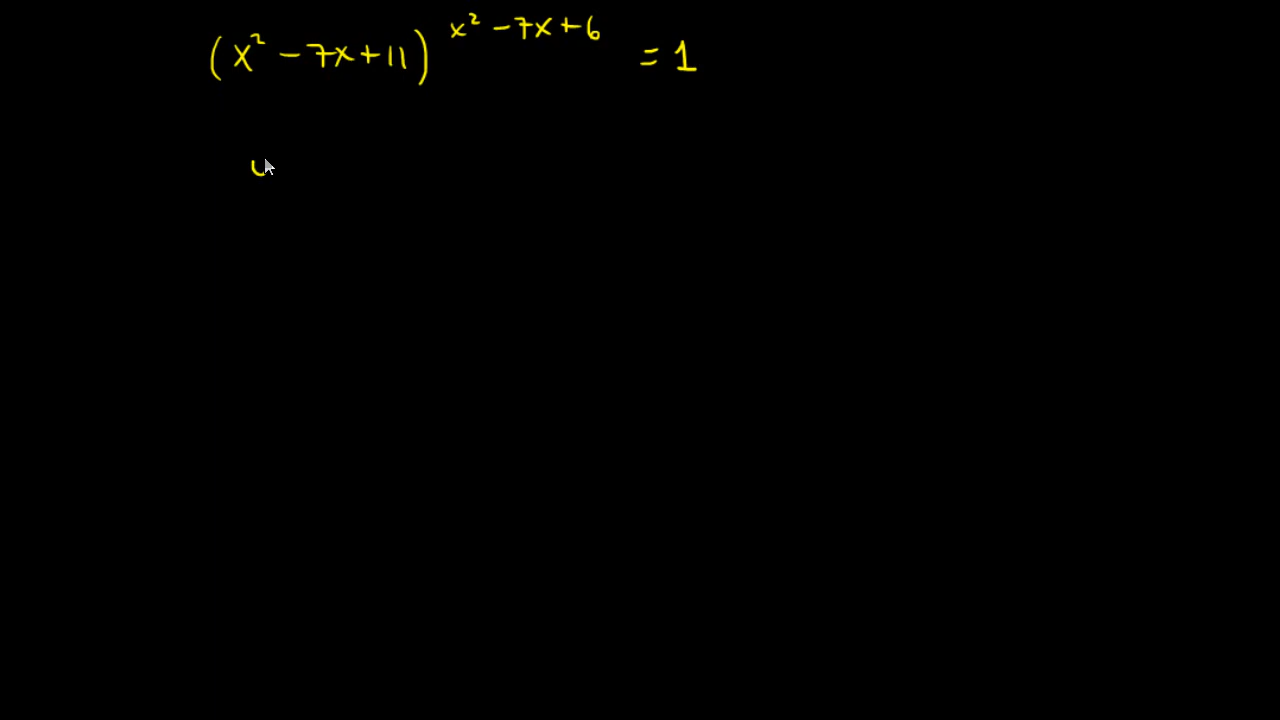 (x² − 7x + 11)^(x² − 7x + 6) = 1